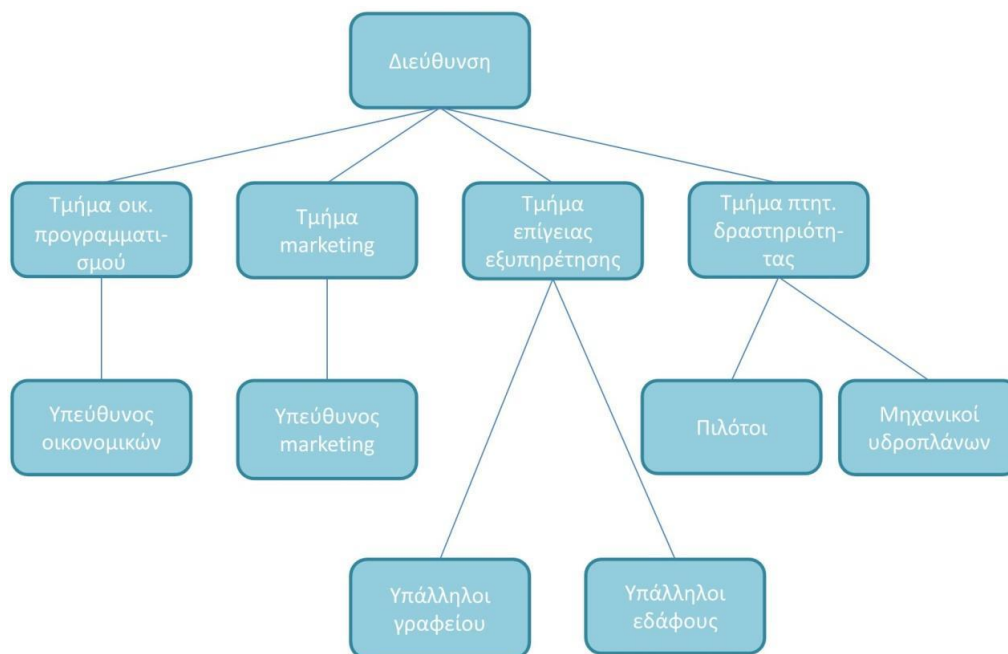 Διεύθυνση
Τμήμα οικ.
προγραμματι-
σμού
Τμήμα
marketing
Τμήμα
επίγειας
εξυπηρέτησης
Τμήμα πτητ.
δραστηριότη-
τας
Υπεύθυνος
οικονομικών
Υπεύθυνος
marketing
Πιλότοι
Μηχανικοί
υδροπλάνων
Υπάλληλοι
γραφείου
Υπάλληλοι
εδάφους